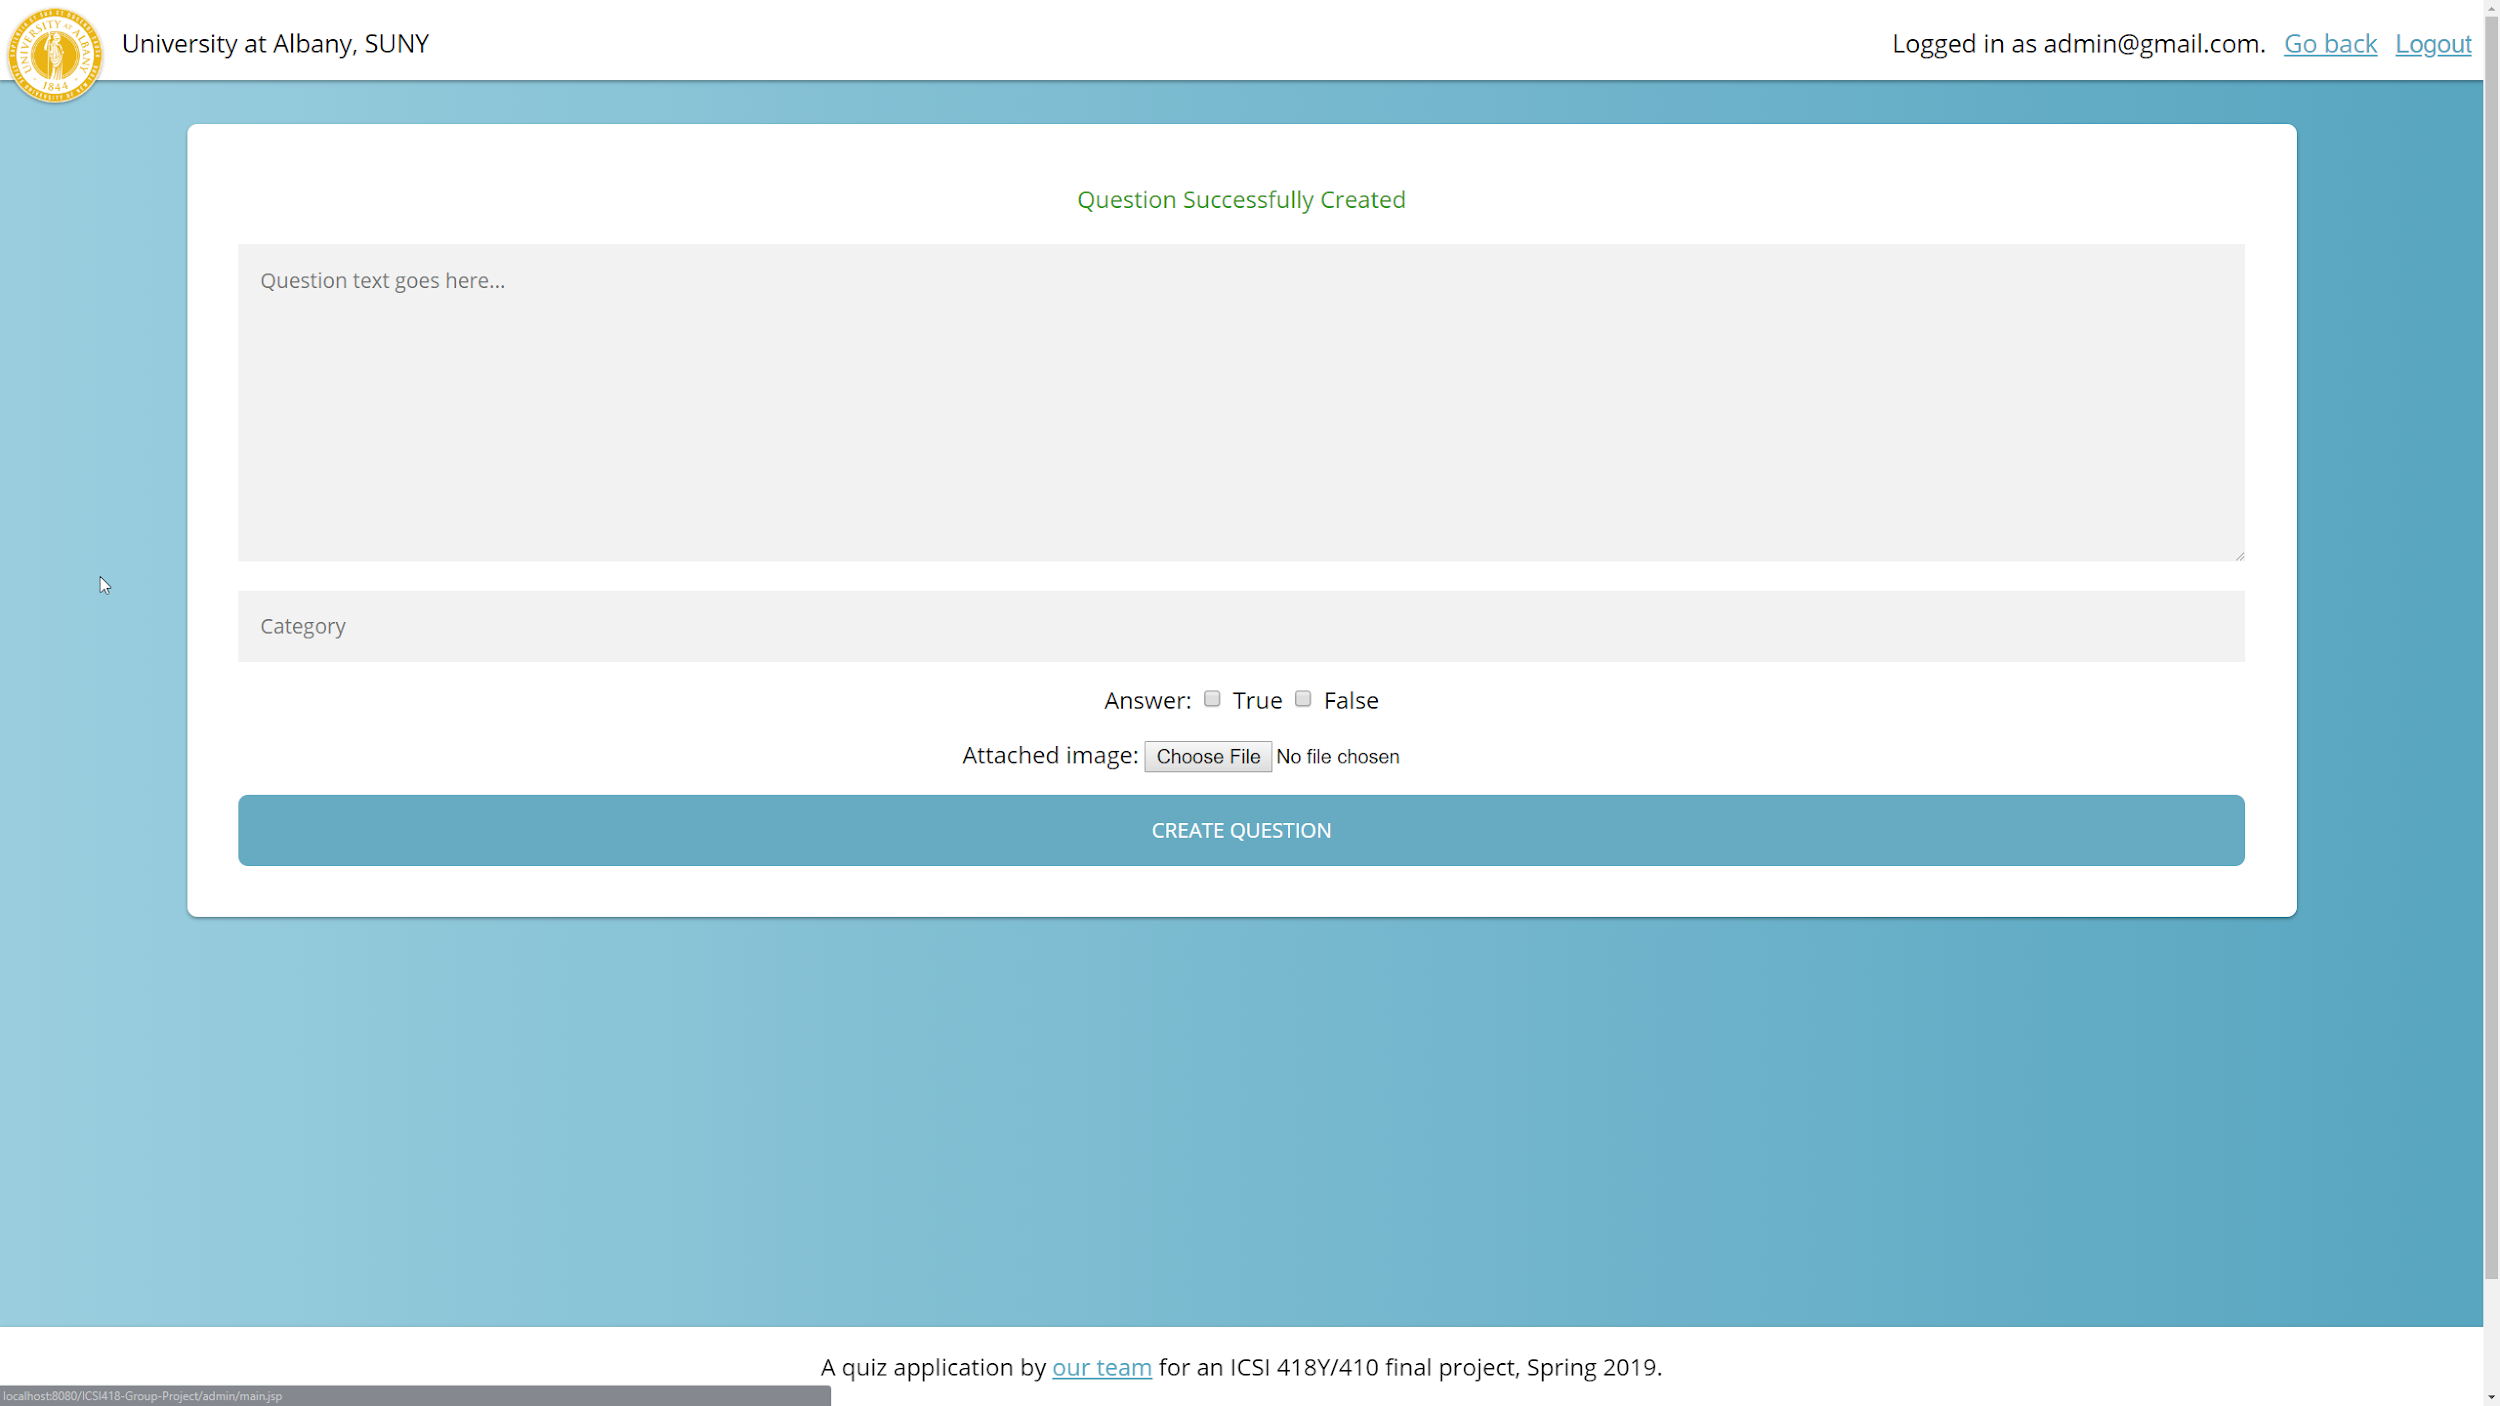 University at Albany, SUNY
Logged in as admin@gmail.com. Go back Logout
UNIVERSITY AT ALBANY
1844
Question Successfully Created
Question text goes here...
Category
Answer: True False
Attached image: Choose File No file chosen
CREATE QUESTION
A quiz application by our team for an ICSI 418Y/410 final project, Spring 2019.
localhost:8080/ICSI418-Group-Project/admin/main.jsp